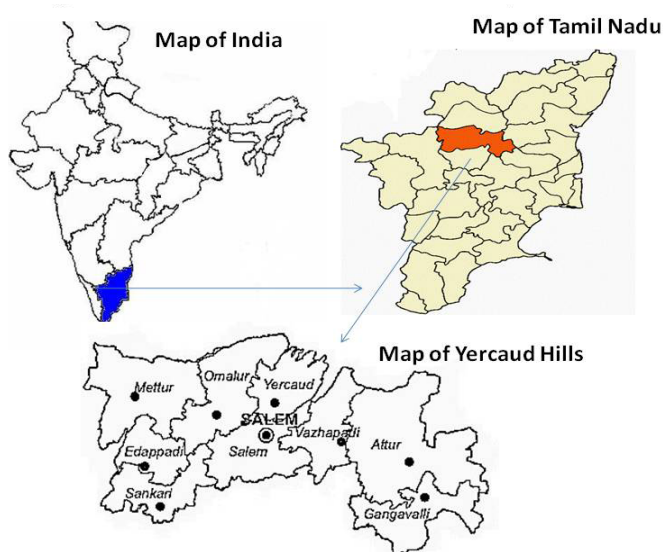 Map of India
Map of Tamil Nadu
Map of Yercaud Hills
Mettur
Omalur
Yercaud
SALEM
Salem
Vazhapadi
Attur
Edappadi
Sankari
Gangavalli